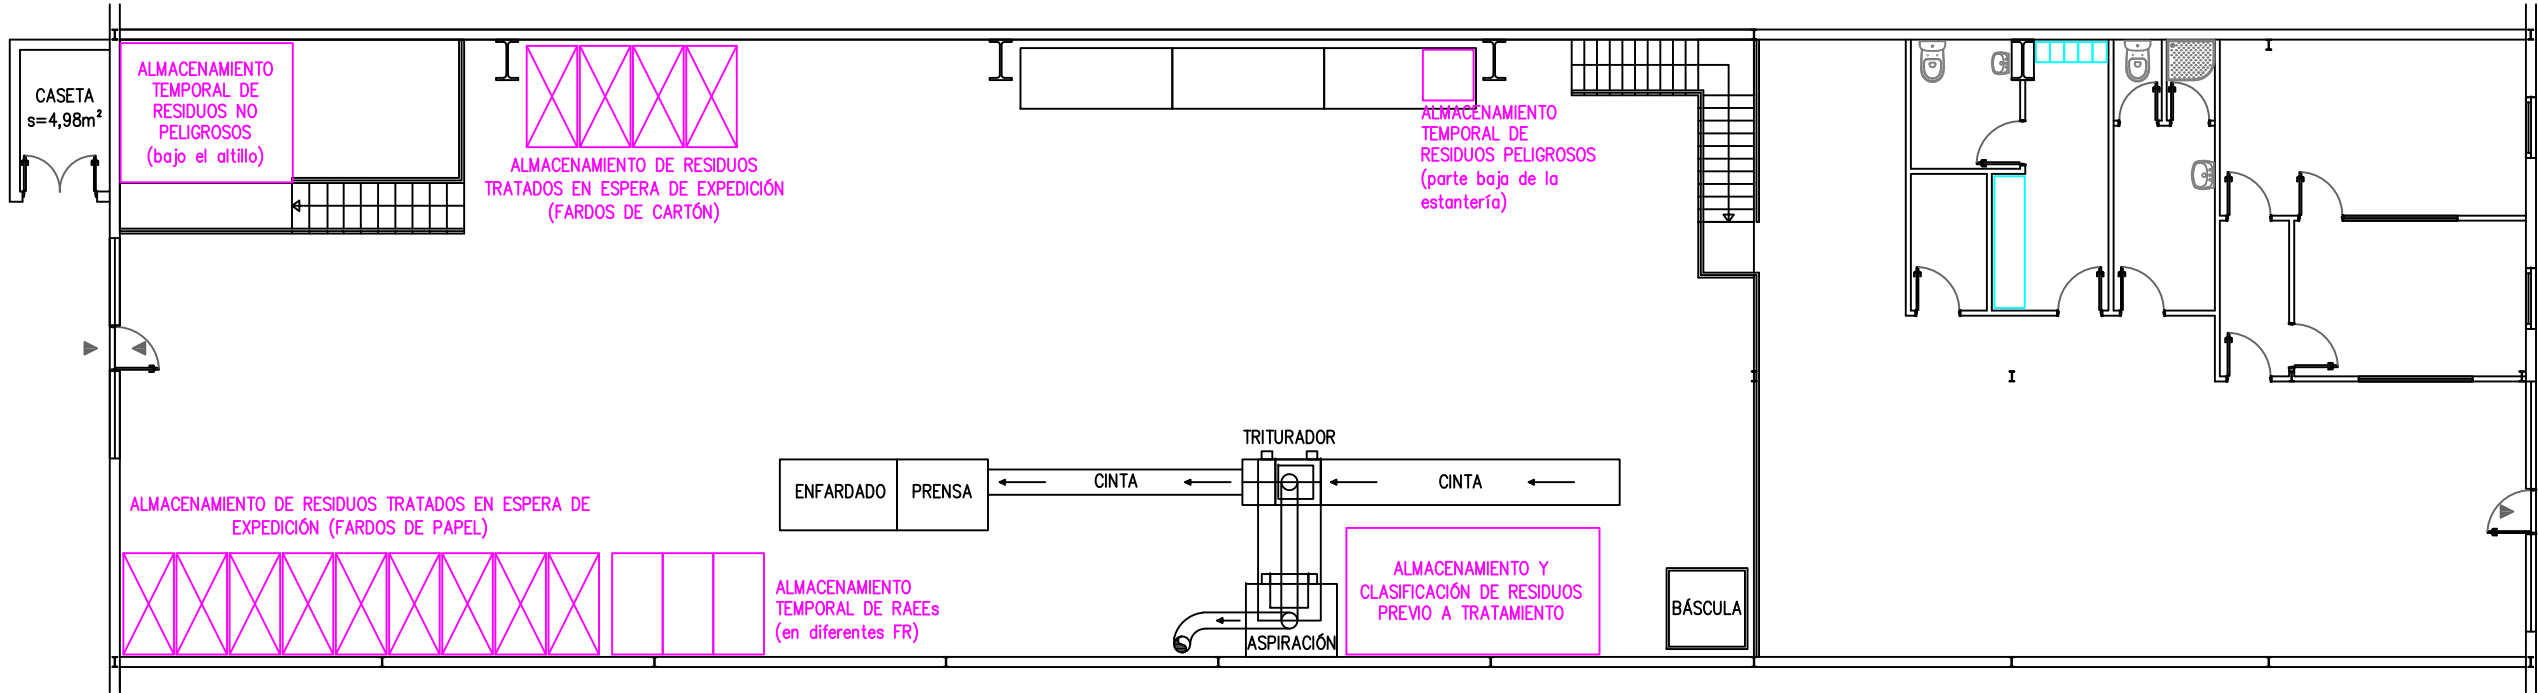 CASETA
s=4,98m²
ALMACENAMIENTO
TEMPORAL DE
RESIDUOS NO
PELIGROSOS
(bajo el altillo)
ALMACENAMIENTO DE RESIDUOS
TRATADOS EN ESPERA DE EXPEDICIÓN
(FARDOS DE CARTÓN)
ALMACENAMIENTO
TEMPORAL DE
RESIDUOS PELIGROSOS
(parte baja de la
estantería)
TRITURADOR
ENFARDADO
PRENSA
CINTA
CINTA
ALMACENAMIENTO DE RESIDUOS TRATADOS EN ESPERA DE
EXPEDICIÓN (FARDOS DE PAPEL)
ALMACENAMIENTO
TEMPORAL DE RAEEs
(en diferentes FR)
ASPIRACIÓN
ALMACENAMIENTO Y
CLASIFICACIÓN DE RESIDUOS
PREVIO A TRATAMIENTO
BÁSCULA